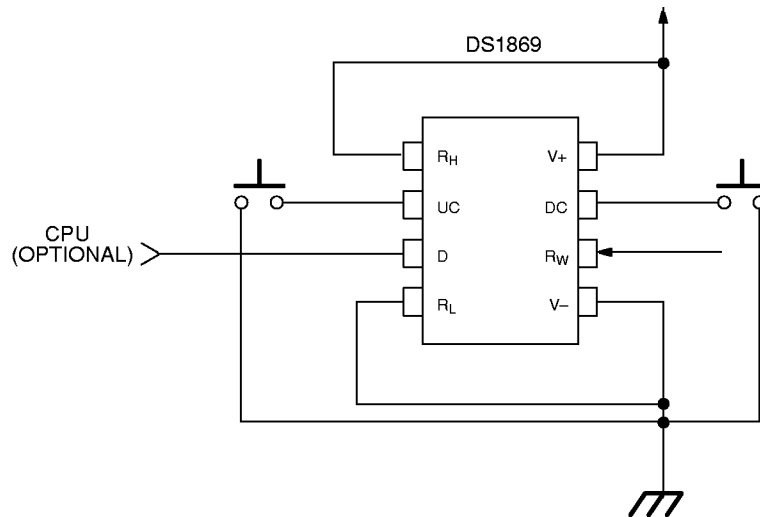 DS1869
RH V+
UC DC
CPU
(OPTIONAL)
D RW
RL V–